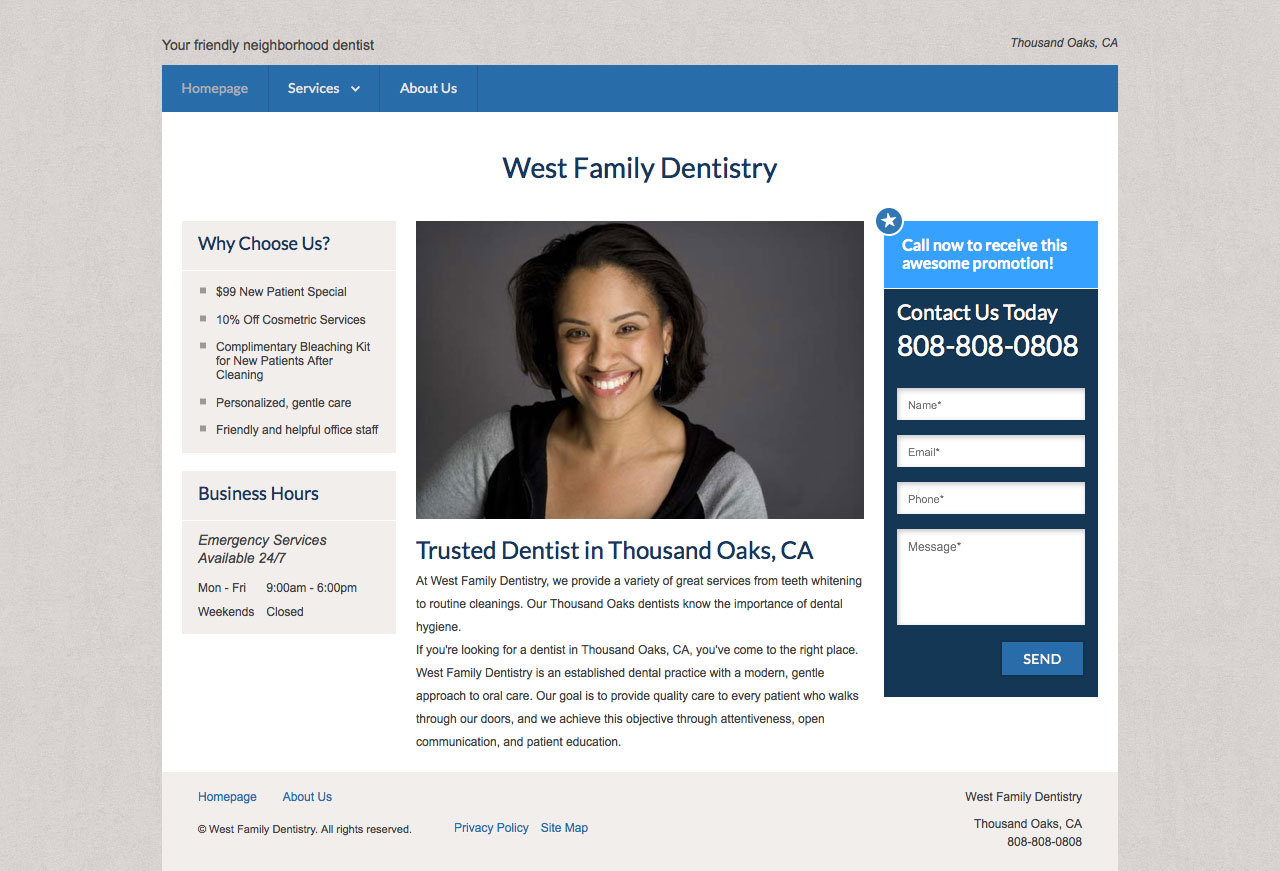 Your friendly neighborhood dentist
Thousand Oaks, CA
Homepage
Services
About Us
West Family Dentistry
Why Choose Us?
$99 New Patient Special
10% Off Cosmetric Services
Complimentary Bleaching Kit
for New Patients After
Cleaning
Personalized, gentle care
Friendly and helpful office staff
Business Hours
Emergency Services
Available 24/7
Mon - Fri 9:00am - 6:00pm
Weekends Closed
Trusted Dentist in Thousand Oaks, CA
At West Family Dentistry, we provide a variety of great services from teeth whitening
to routine cleanings. Our Thousand Oaks dentists know the importance of dental
hygiene.
If you're looking for a dentist in Thousand Oaks, CA, you've come to the right place.
West Family Dentistry is an established dental practice with a modern, gentle
approach to oral care. Our goal is to provide quality care to every patient who walks
through our doors, and we achieve this objective through attentiveness, open
communication, and patient education.
Call now to receive this
awesome promotion!
Contact Us Today
808-808-0808
Name*
Email*
Phone*
Message*
SEND
Homepage
About Us
© West Family Dentistry. All rights reserved.
Privacy Policy
Site Map
West Family Dentistry
Thousand Oaks, CA
808-808-0808